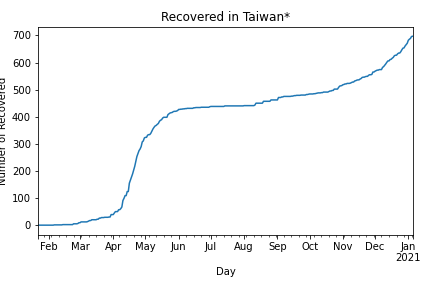 Recovered in Taiwan*
Number of Recovered
700
600
500
400
300
200
100
0
Feb Mar Apr May Jun Jul Aug Sep Oct Nov Dec Jan
2021
Day